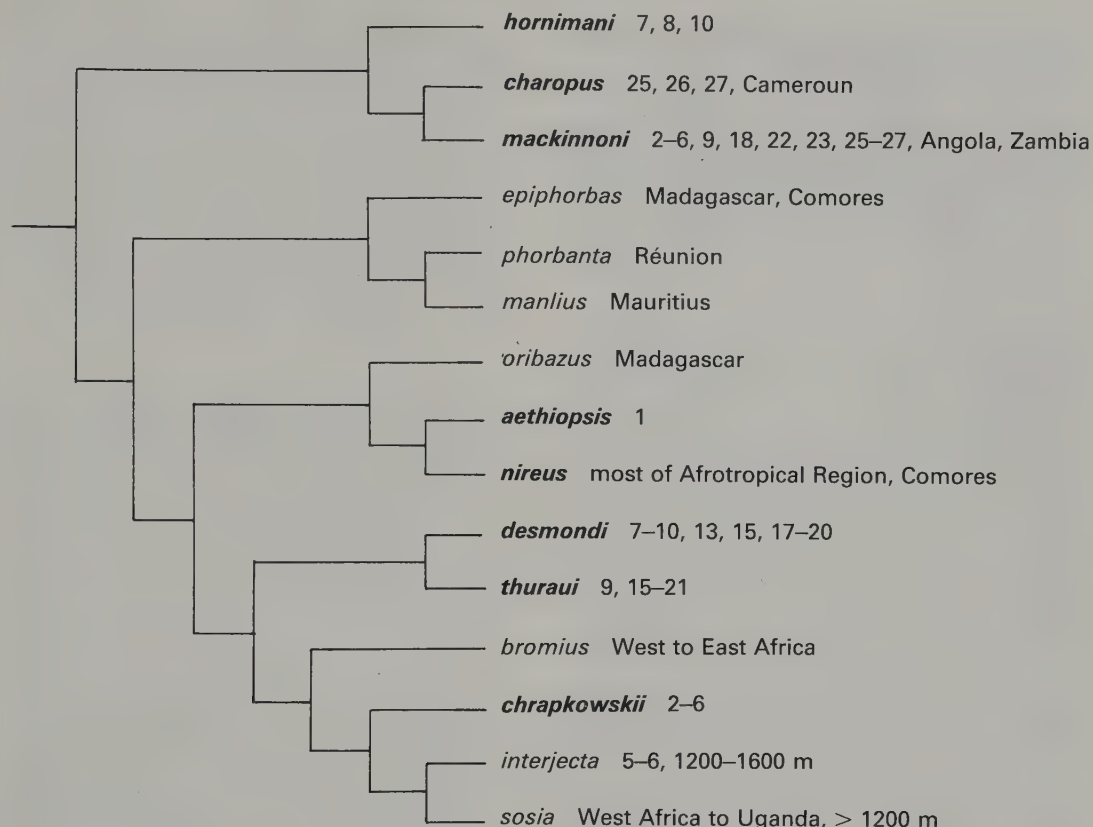 hornimani 7, 8, 10
charopus 25, 26, 27, Cameroun
mackinnoni 2–6, 9, 18, 22, 23, 25–27, Angola, Zambia
epiphorbas Madagascar, Comores
phorbanta Réunion
manlius Mauritius
oribazus Madagascar
aethiopsis 1
nireus most of Afrotropical Region, Comores
desmondi 7–10, 13, 15, 17–20
thuraui 9, 15–21
bromius West to East Africa
chrapkowskii 2–6
interjecta 5–6, 1200–1600 m
sosia West Africa to Uganda, > 1200 m